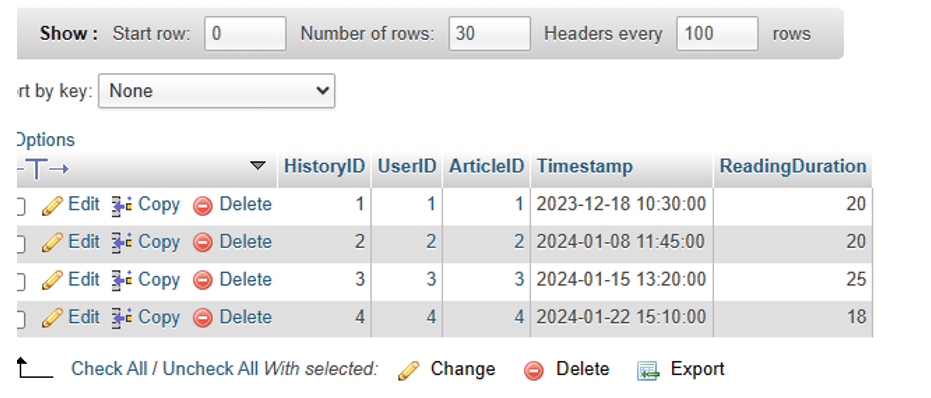 Show : Start row: 0 Number of rows: 30 Headers every 100 rows
rt by key: None
Options
HistoryID UserID ArticleID Timestamp ReadingDuration
Edit Copy Delete 1 1 1 2023-12-18 10:30:00 20
Edit Copy Delete 2 2 2 2024-01-08 11:45:00 20
Edit Copy Delete 3 3 3 2024-01-15 13:20:00 25
Edit Copy Delete 4 4 4 2024-01-22 15:10:00 18
Check All / Uncheck All With selected: Change Delete Export